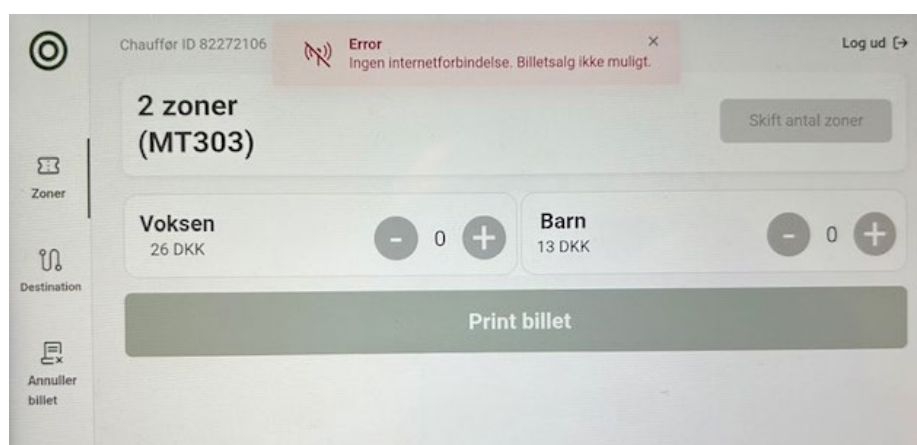 Chauffør ID 82272106
Error
Ingen internetforbindelse. Billetsalg ikke muligt.
Log ud
2 zoner
(MT303)
Skift antal zoner
Zoner
Voksen
26 DKK
- 0 +
Barn
13 DKK
- 0 +
Destination
Print billet
Annuller
billet